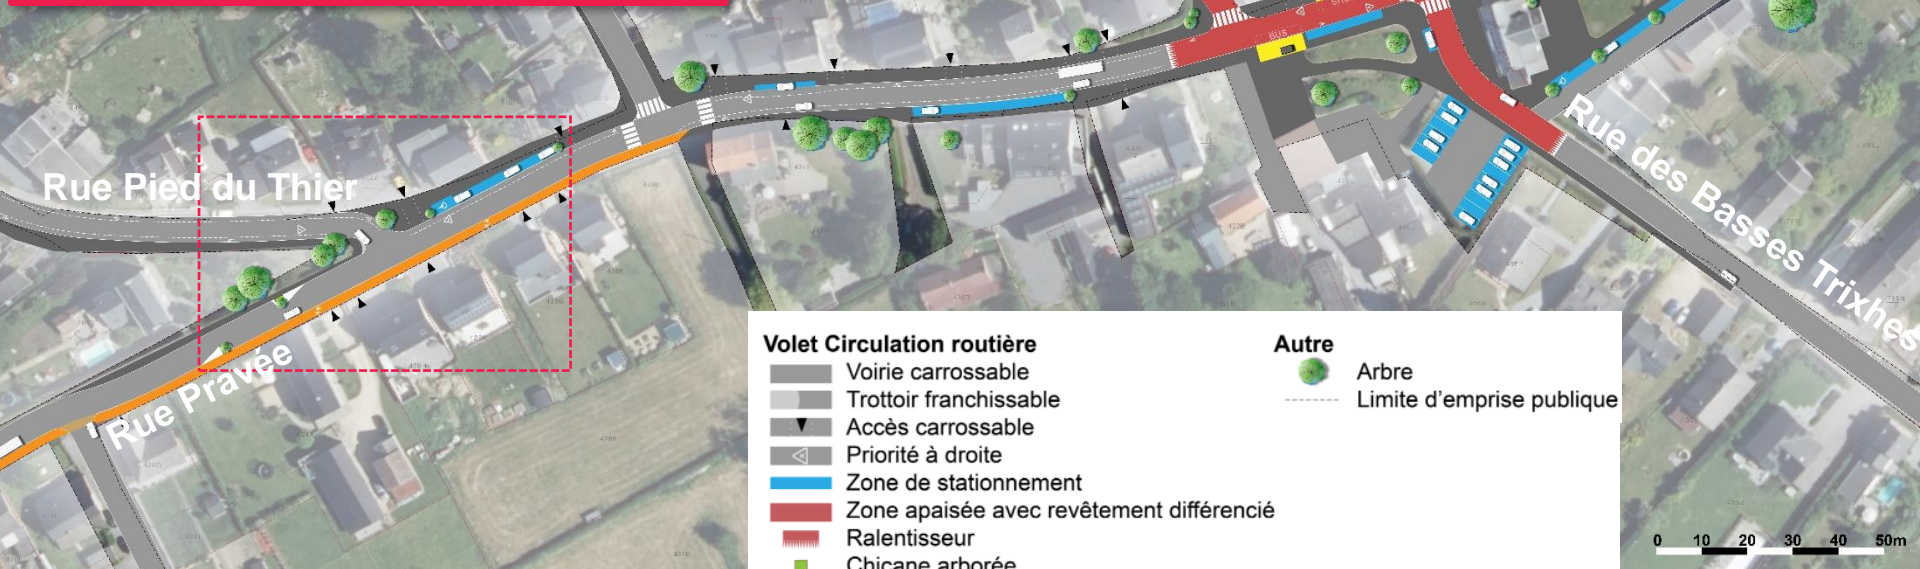 BUS
Rue Pied du Thier
Rue des Basses Trixhes
Rue Pravée
Volet Circulation routière
Voirie carrossable
Trottoir franchissable
Accès carrossable
Priorité à droite
Zone de stationnement
Zone apaisée avec revêtement différencié
Ralentisseur
Chicane arborée
Autre
Arbre
Limite d'emprise publique
0 10 20 30 40 50m